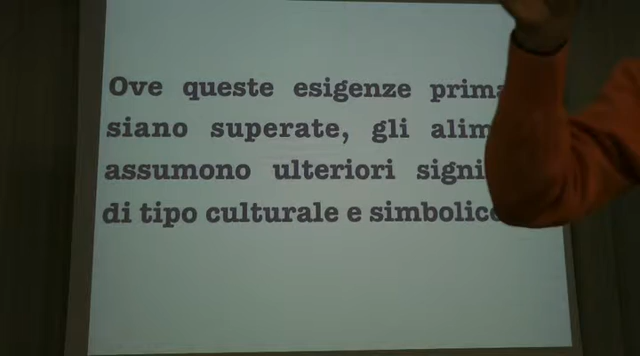 Ove queste esigenze prima
siano superate, gli alim
assumono ulteriori signi
di tipo culturale e simbolico